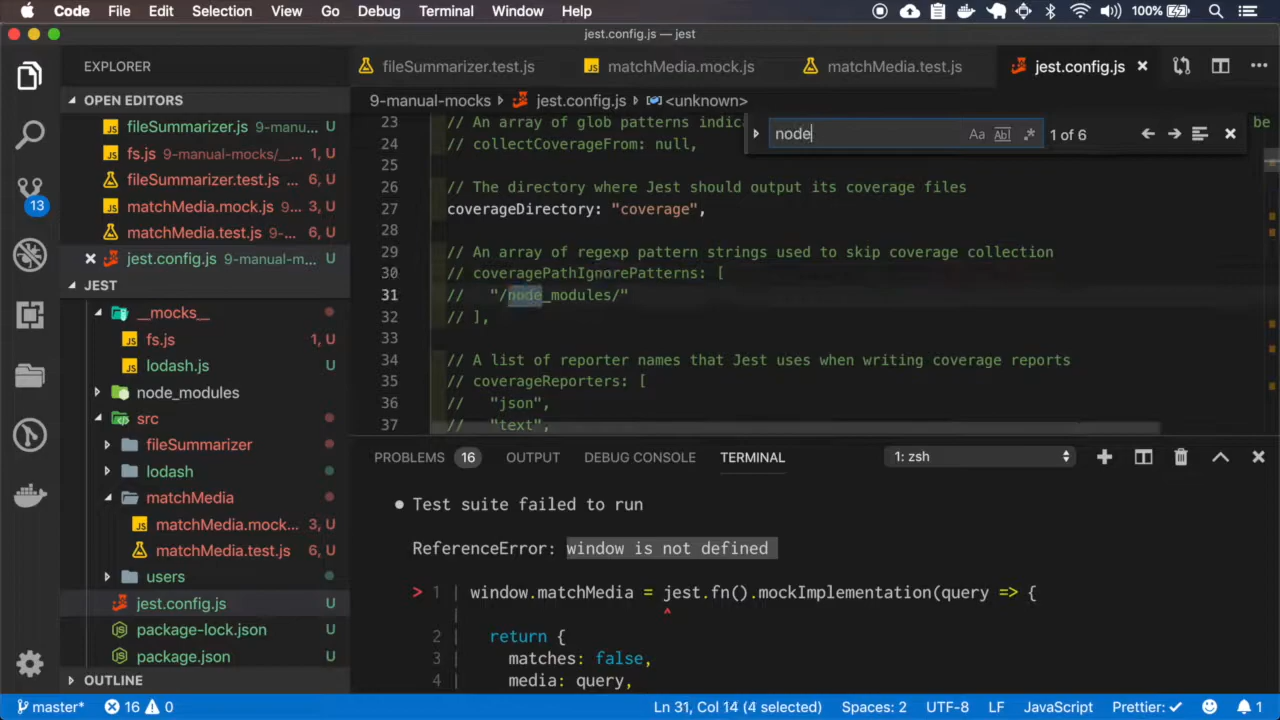 Code File Edit Selection View Go Debug Terminal Window Help 100%
jest.config.js — jest
EXPLORER
fileSummarizer.test.js matchMedia.mock.js matchMedia.test.js jest.config.js
OPEN EDITORS
fileSummarizer.js 9-manu... U
fs.js 9-manual-mocks/... 1, U
fileSummarizer.test.js ... 6, U
matchMedia.mock.js 9... 3, U
matchMedia.test.js 9-... 6, U
jest.config.js 9-manual-m... U
13
JEST
__mocks__
fs.js 1, U
lodash.js U
node_modules
src
fileSummarizer
lodash
matchMedia
matchMedia.mock... 3, U
matchMedia.test.js 6, U
users
jest.config.js U
package-lock.json U
package.json U
OUTLINE
9-manual-mocks jest.config.js <unknown>
node Aa Abl .* 1 of 6
23 // An array of glob patterns indic be
24 // collectCoverageFrom: null,
25
26 // The directory where Jest should output its coverage files
27 coverageDirectory: "coverage",
28
29 // An array of regexp pattern strings used to skip coverage collection
30 // coveragePathIgnorePatterns: [
31 //   "/node_modules/"
32 // ],
33
34 // A list of reporter names that Jest uses when writing coverage reports
35 // coverageReporters: [
36 //   "json",
37 //   "text",
PROBLEMS 16 OUTPUT DEBUG CONSOLE TERMINAL 1: zsh
● Test suite failed to run
ReferenceError: window is not defined
> 1 | window.matchMedia = jest.fn().mockImplementation(query => {
| ^
2 |   return {
3 |     matches: false,
4 |     media: query,
master* 16 0 Ln 31, Col 14 (4 selected) Spaces: 2 UTF-8 LF JavaScript Prettier: ✓ 1